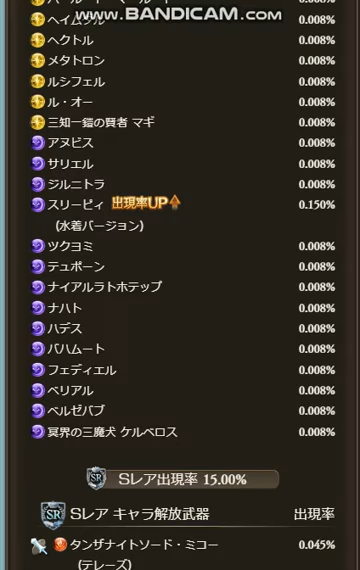 www.BANDICAM.com
ヘイムダル 0.008%
ヘクトル 0.008%
メタトロン 0.008%
ルシフェル 0.008%
ル・オー 0.008%
三知一鎧の賢者 マギ 0.008%
アヌビス 0.008%
サリエル 0.008%
ジルニトラ 0.008%
スリーピィ 出現率UP 0.150%
(水着バージョン)
ツクヨミ 0.008%
テュポーン 0.008%
ナイアルラトホテップ 0.008%
ナハト 0.008%
ハデス 0.008%
バハムート 0.008%
フェディエル 0.008%
ベリアル 0.008%
ベルゼバブ 0.008%
冥界の三魔犬 ケルベロス 0.008%
Sレア出現率 15.00%
SR Sレア キャラ解放武器 出現率
タンザナイトソード・ミコー 0.045%
(テレーズ)